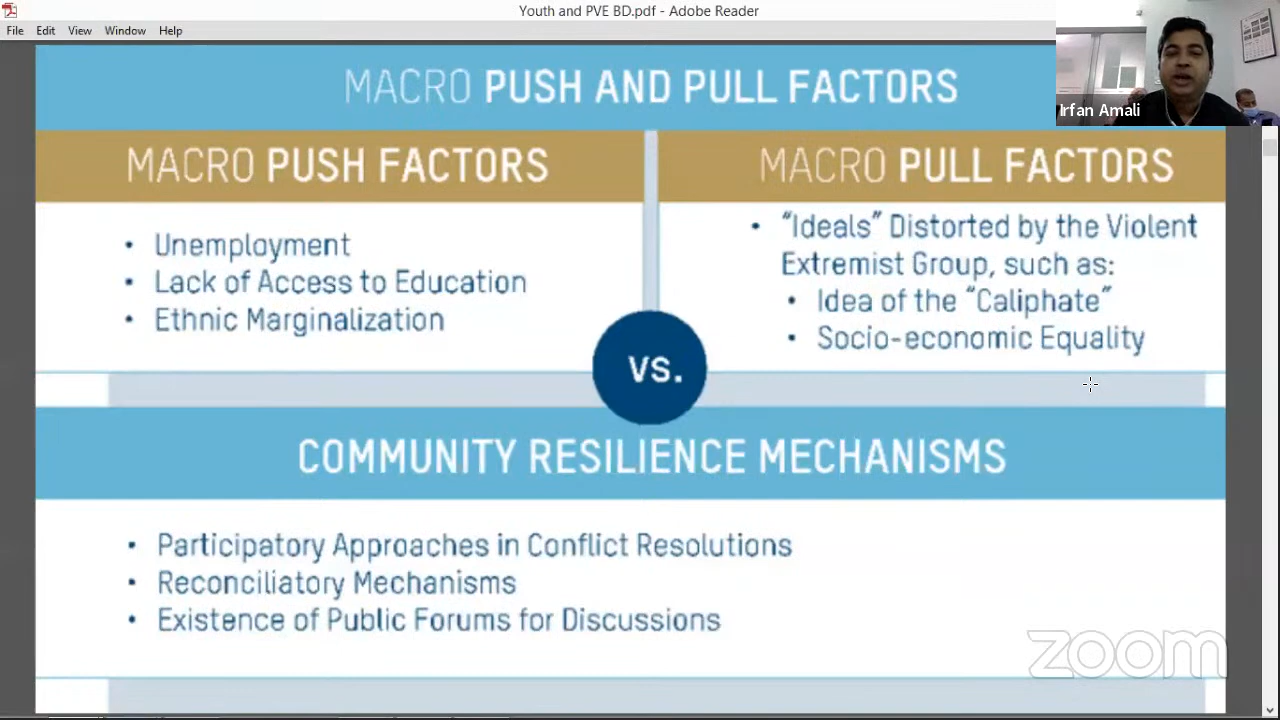 Youth and PVE BD.pdf - Adobe Reader
File Edit View Window Help
Irfan Amali
MACRO PUSH AND PULL FACTORS
MACRO PUSH FACTORS
• Unemployment
• Lack of Access to Education
• Ethnic Marginalization
MACRO PULL FACTORS
• “Ideals” Distorted by the Violent
Extremist Group, such as:
• Idea of the “Caliphate”
• Socio-economic Equality
VS.
COMMUNITY RESILIENCE MECHANISMS
• Participatory Approaches in Conflict Resolutions
• Reconciliatory Mechanisms
• Existence of Public Forums for Discussions
zoom